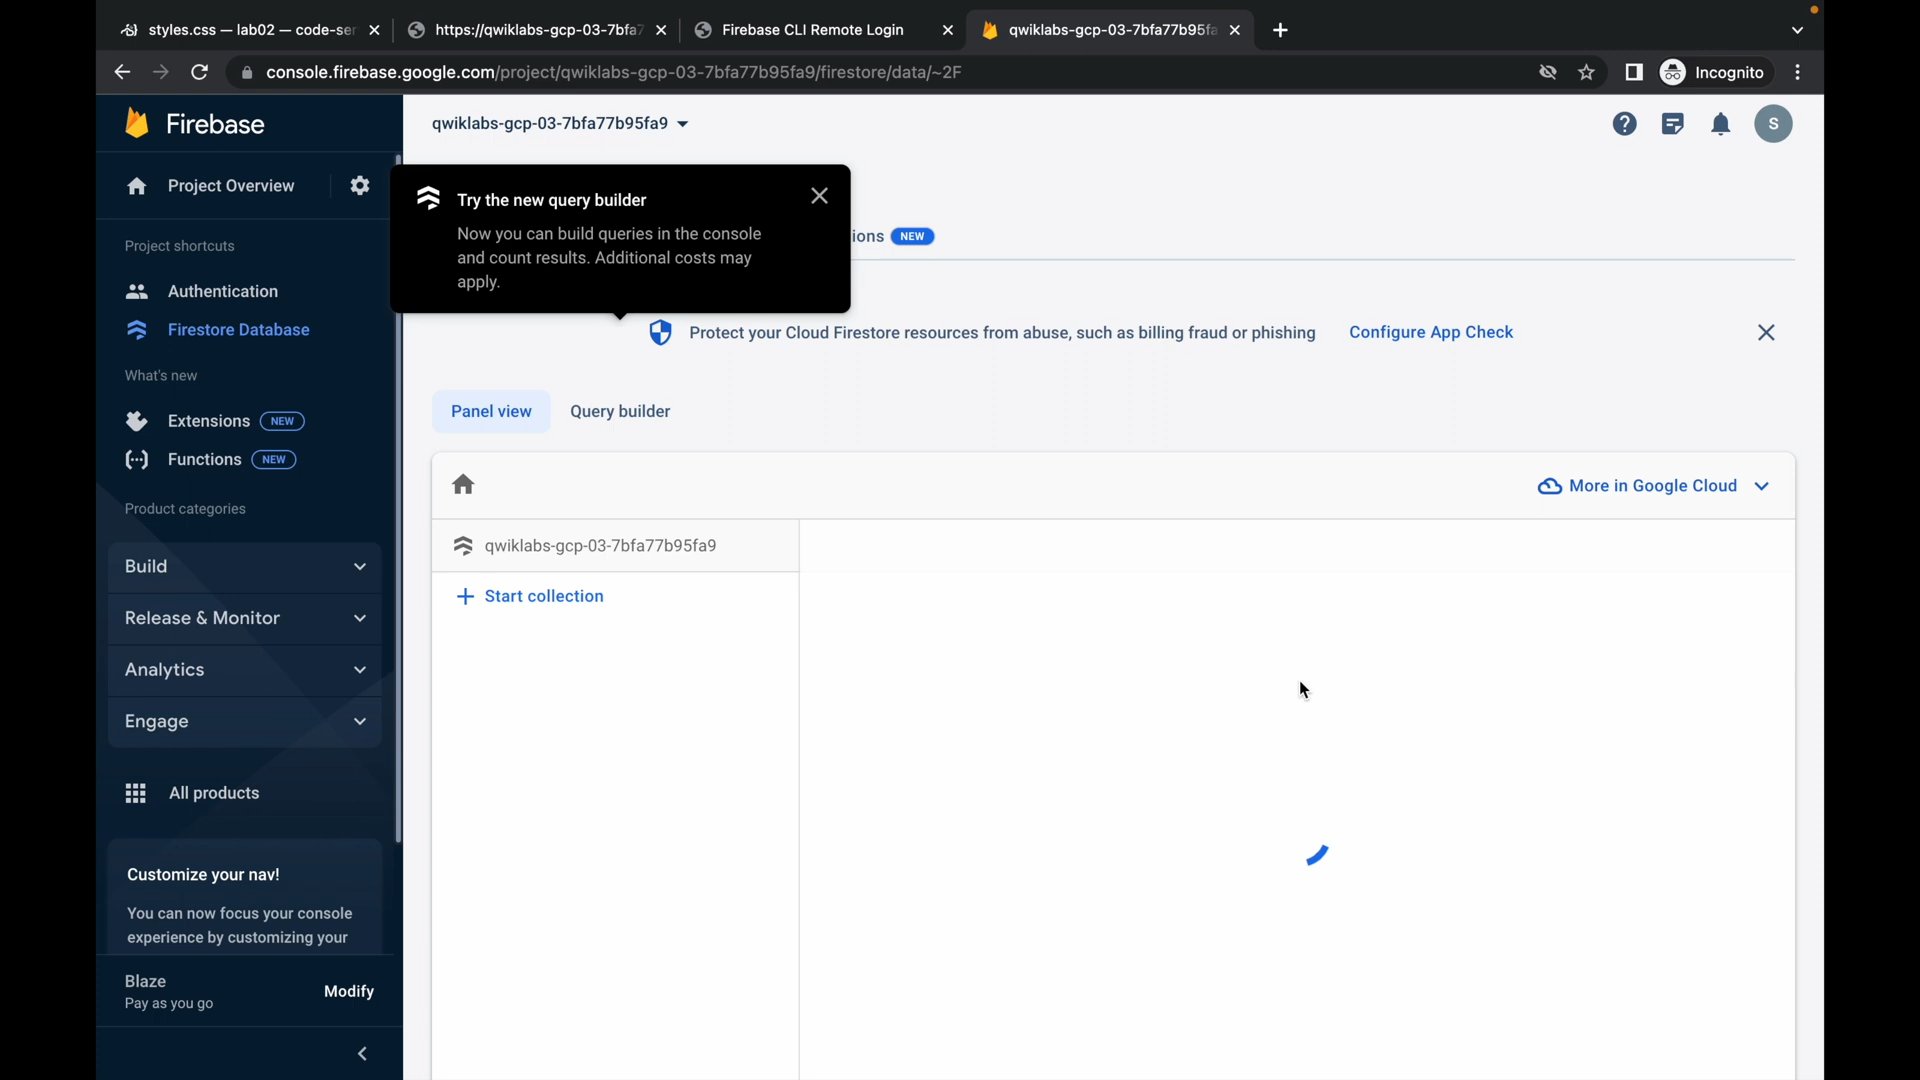 styles.css — lab02 — code-ser
https://qwiklabs-gcp-03-7bfa7
Firebase CLI Remote Login
qwiklabs-gcp-03-7bfa77b95fa
console.firebase.google.com/project/qwiklabs-gcp-03-7bfa77b95fa9/firestore/data/~2F
Incognito
Firebase
qwiklabs-gcp-03-7bfa77b95fa9
S
Project Overview
Try the new query builder
Now you can build queries in the console
and count results. Additional costs may
apply.
ions NEW
Project shortcuts
Authentication
Firestore Database
Protect your Cloud Firestore resources from abuse, such as billing fraud or phishing
Configure App Check
What's new
Extensions NEW
Functions NEW
Panel view
Query builder
Product categories
More in Google Cloud
qwiklabs-gcp-03-7bfa77b95fa9
Start collection
Build
Release & Monitor
Analytics
Engage
All products
Customize your nav!
You can now focus your console
experience by customizing your
Blaze
Pay as you go
Modify